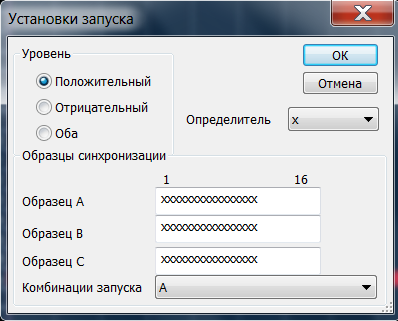 Установки запуска
Уровень
Положительный
Отрицательный
Оба
OK
Отмена
Определитель x
Образцы синхронизации
1 16
Образец A xxxxxxxxxxxxxxxx
Образец B xxxxxxxxxxxxxxxx
Образец C xxxxxxxxxxxxxxxx
Комбинации запуска A